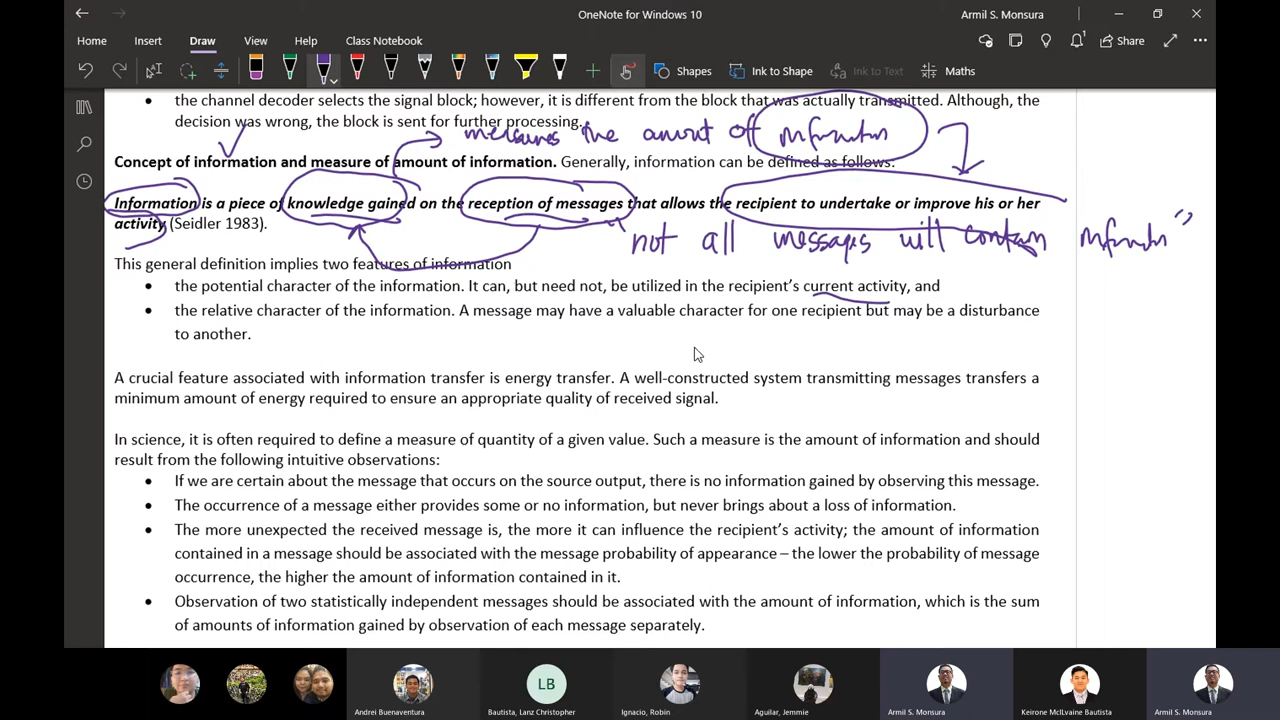 OneNote for Windows 10
Armil S. Monsura
Home Insert Draw View Help Class Notebook
Share
Shapes Ink to Shape Ink to Text Maths
• the channel decoder selects the signal block; however, it is different from the block that was actually transmitted. Although, the
decision was wrong, the block is sent for further processing.
measures the amount off information
Concept of information and measure of amount of information. Generally, information can be defined as follows:
Information is a piece of knowledge gained on the reception of messages that allows the recipient to undertake or improve his or her
activity (Seidler 1983).
not all messages will contain information"
This general definition implies two features of information
• the potential character of the information. It can, but need not, be utilized in the recipient's current activity, and
• the relative character of the information. A message may have a valuable character for one recipient but may be a disturbance
to another.
A crucial feature associated with information transfer is energy transfer. A well-constructed system transmitting messages transfers a
minimum amount of energy required to ensure an appropriate quality of received signal.
In science, it is often required to define a measure of quantity of a given value. Such a measure is the amount of information and should
result from the following intuitive observations:
• If we are certain about the message that occurs on the source output, there is no information gained by observing this message.
• The occurrence of a message either provides some or no information, but never brings about a loss of information.
• The more unexpected the received message is, the more it can influence the recipient's activity; the amount of information
contained in a message should be associated with the message probability of appearance – the lower the probability of message
occurrence, the higher the amount of information contained in it.
• Observation of two statistically independent messages should be associated with the amount of information, which is the sum
of amounts of information gained by observation of each message separately.
LB
Andrei Buenaventura
Bautista, Lanz Christopher
Ignacio, Robin
Aguilar, Jemmie
Armil S. Monsura
Keirone McIlvaine Bautista
Armil S. Monsura